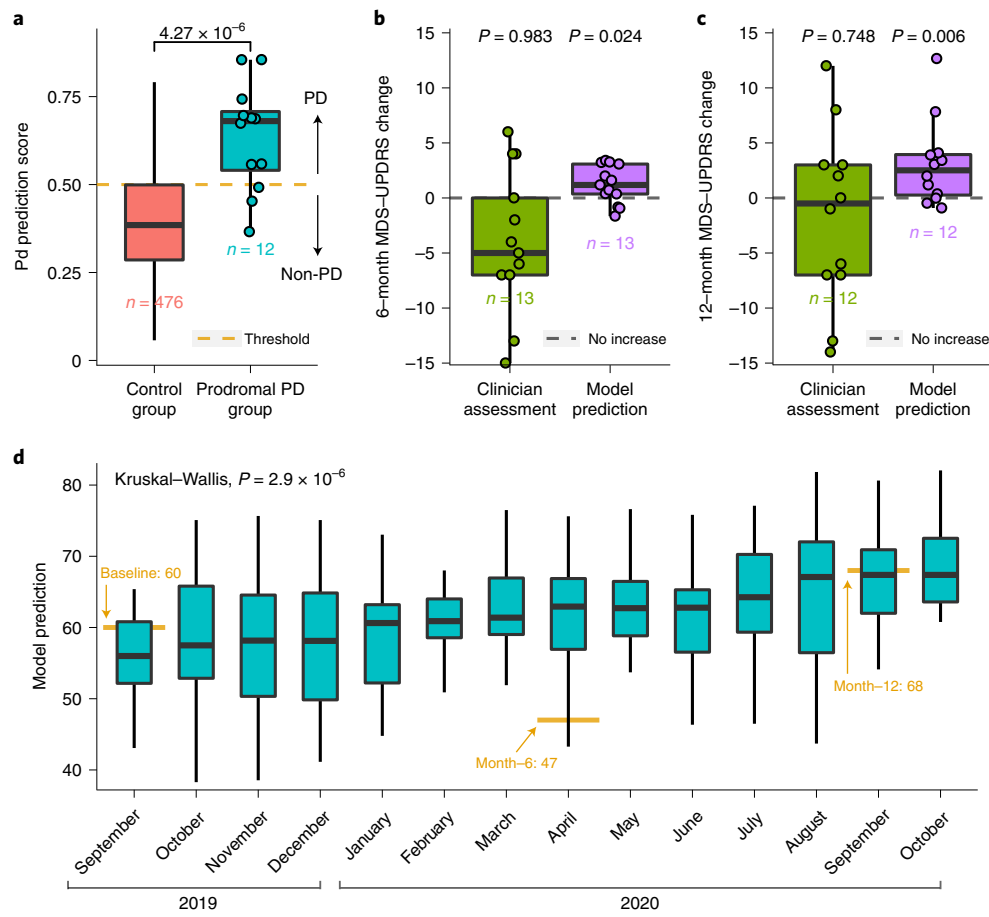 a
4.27 × 10⁻⁶
Pd prediction score
0.75
0.50
0.25
0
PD
Non-PD
n = 476
n = 12
Threshold
Control group
Prodromal PD group
b
P = 0.983
P = 0.024
6–month MDS–UPDRS change
15
10
5
0
−5
−10
−15
n = 13
n = 13
No increase
Clinician assessment
Model prediction
c
P = 0.748
P = 0.006
12–month MDS–UPDRS change
15
10
5
0
−5
−10
−15
n = 12
n = 12
No increase
Clinician assessment
Model prediction
d
Kruskal–Wallis, P = 2.9 × 10⁻⁶
Model prediction
80
70
60
50
40
Baseline: 60
Month–6: 47
Month–12: 68
September
October
November
December
January
February
March
April
May
June
July
August
September
October
2019
2020